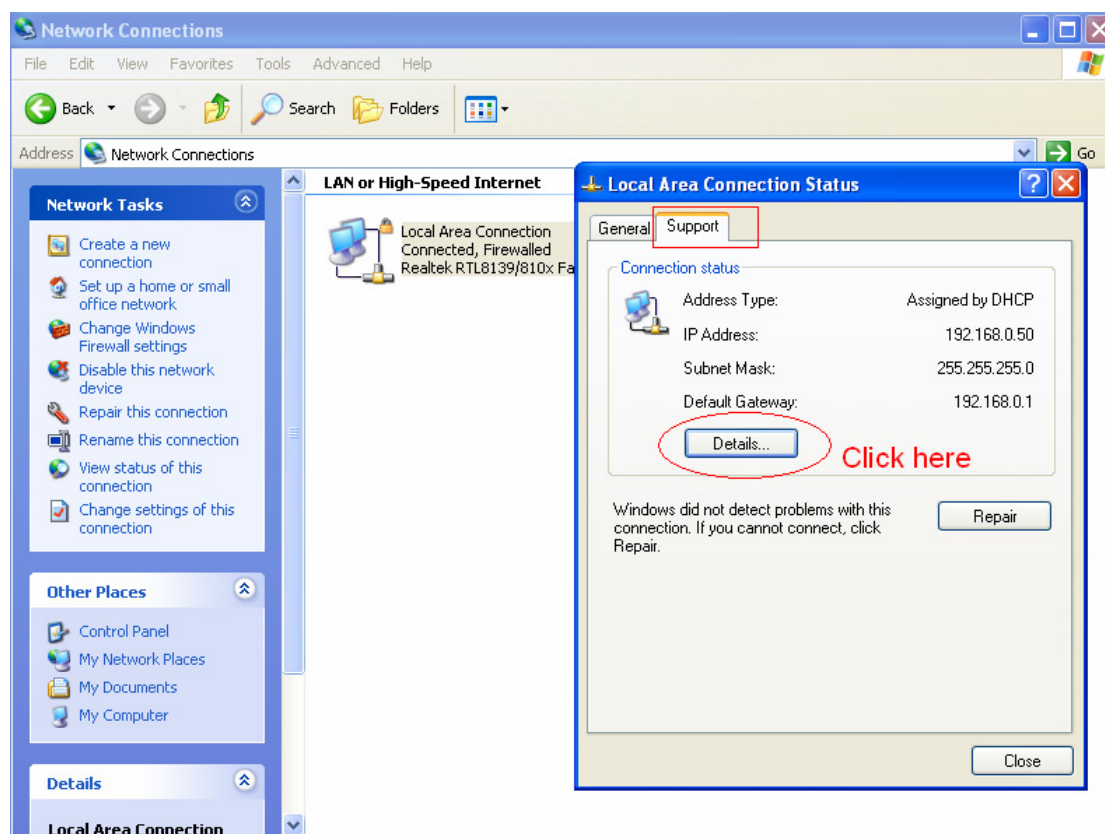 Network Connections
File Edit View Favorites Tools Advanced Help
Back Search Folders
Address Network Connections Go
Network Tasks
Create a new
connection
Set up a home or small
office network
Change Windows
Firewall settings
Disable this network
device
Repair this connection
Rename this connection
View status of this
connection
Change settings of this
connection
Other Places
Control Panel
My Network Places
My Documents
My Computer
Details
Local Area Connection
LAN or High-Speed Internet
Local Area Connection
Connected, Firewalled
Realtek RTL8139/810x Fa
Local Area Connection Status
General Support
Connection status
Address Type: Assigned by DHCP
IP Address: 192.168.0.50
Subnet Mask: 255.255.255.0
Default Gateway: 192.168.0.1
Details...
Click here
Windows did not detect problems with this
connection. If you cannot connect, click
Repair.
Repair
Close